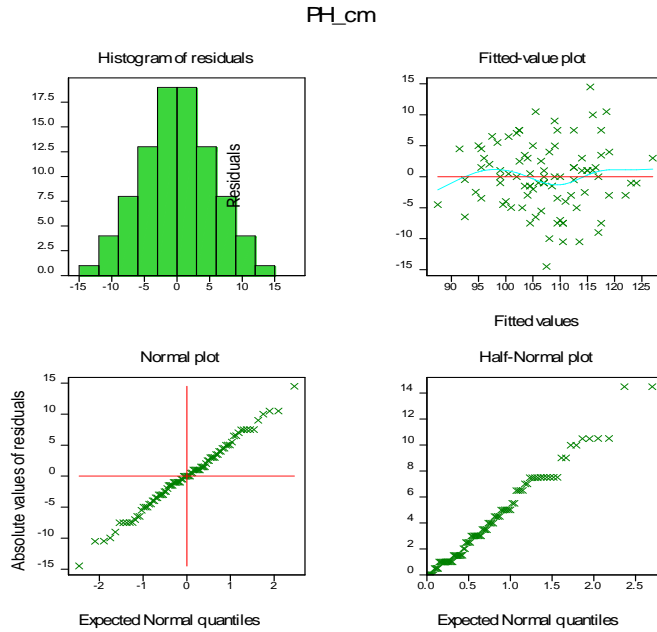 PH_cm
Histogram of residuals
17.5
15.0
12.5
10.0
7.5
5.0
2.5
0.0
-15 -10 -5 0 5 10 15
Fitted-value plot
Residuals
15
10
5
0
-5
-10
-15
90 95 100 105 110 115 120 125
Fitted values
Normal plot
Absolute values of residuals
15
10
5
0
-5
-10
-15
-2 -1 0 1 2
Expected Normal quantiles
Half-Normal plot
14
12
10
8
6
4
2
0
0.0 0.5 1.0 1.5 2.0 2.5
Expected Normal quantiles